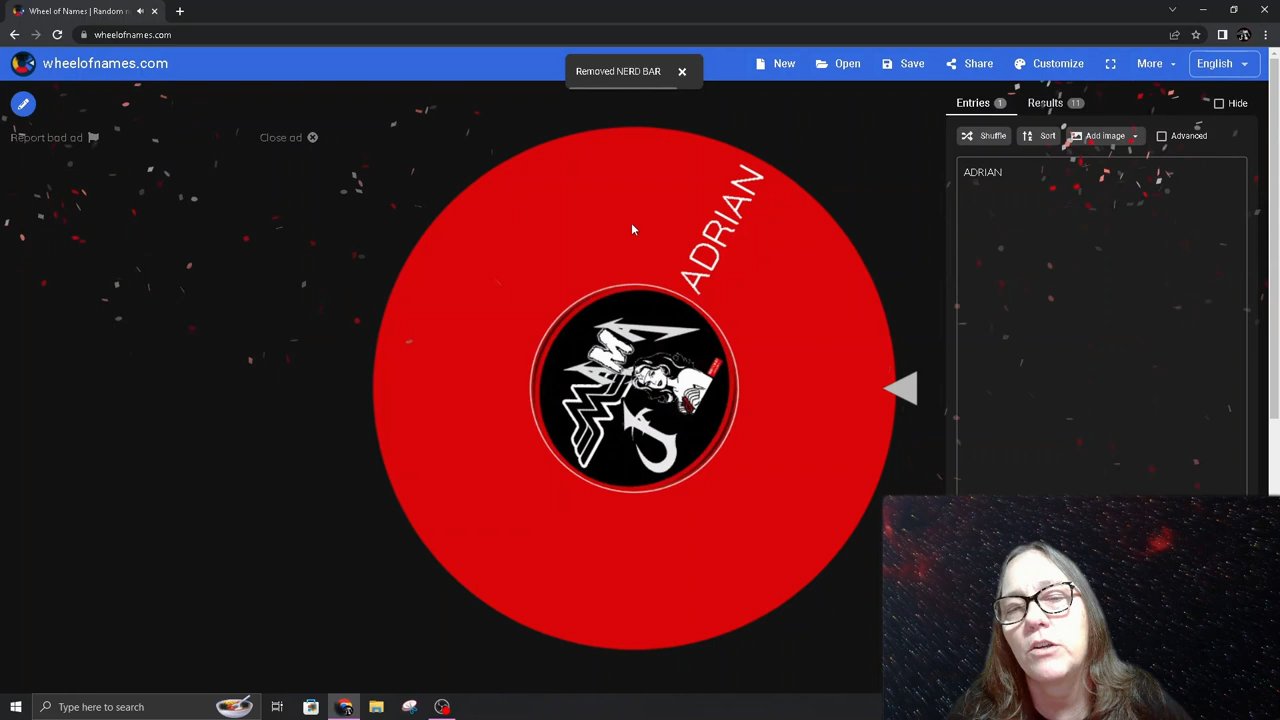 Wheel of Names | Random n
wheelofnames.com
wheelofnames.com
Removed NERD BAR
New
Open
Save
Share
Customize
More
English
Report bad ad
Close ad
Entries 1
Results 11
Hide
Shuffle
Sort
Add image
Advanced
ADRIAN
ADRIAN
MAMA
Type here to search